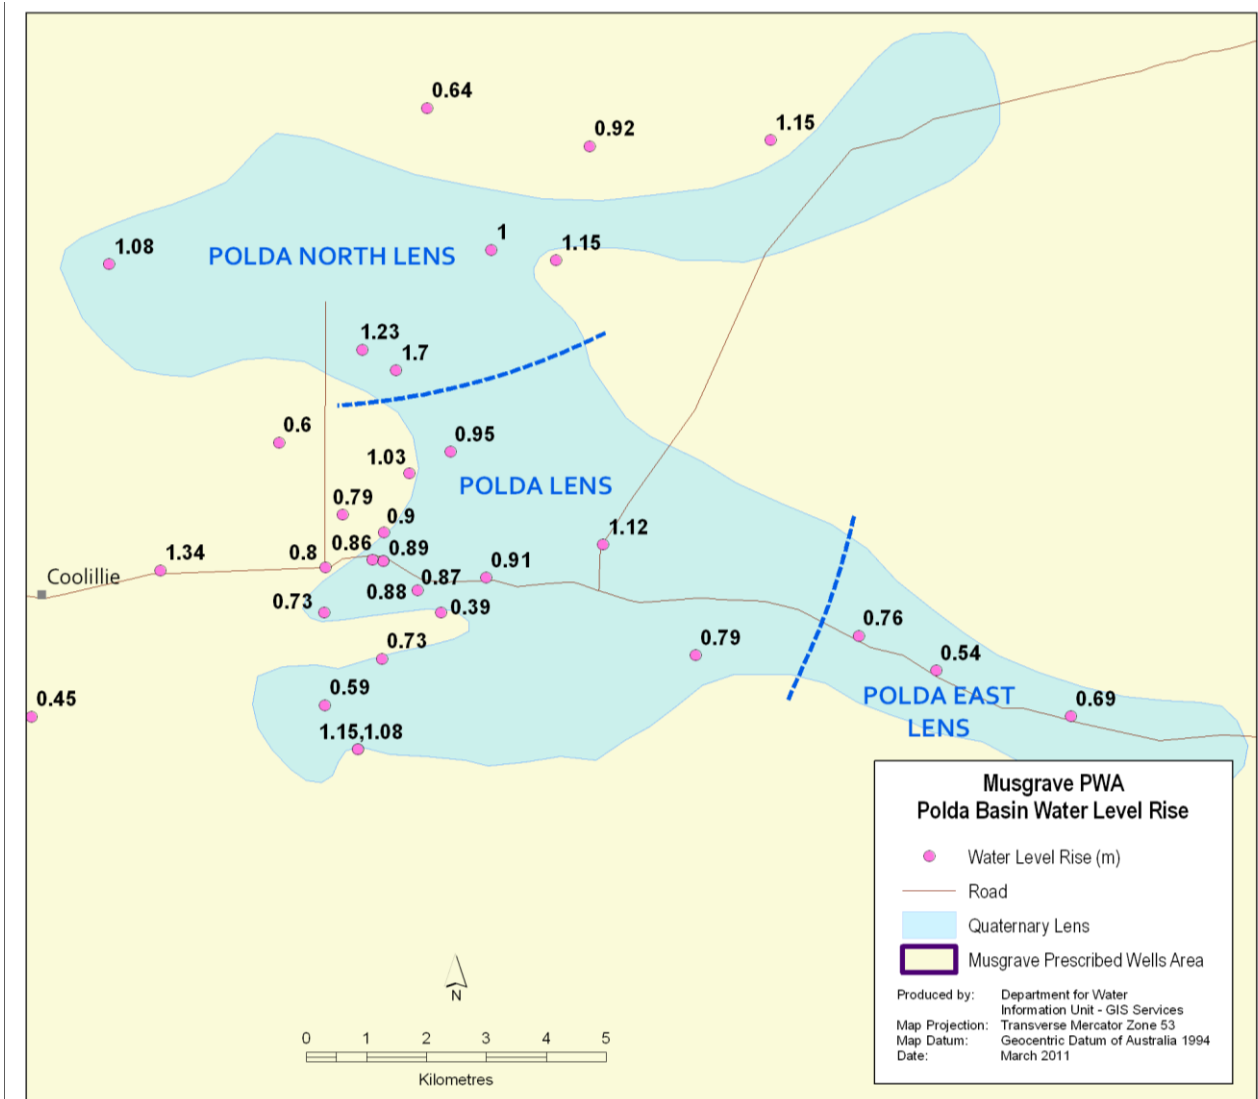 0.64
0.92
1.15
1.08
POLDA NORTH LENS
1
1.15
1.23
1.7
0.6
0.95
1.03
POLDA LENS
0.79
0.9
1.12
1.34
0.8
0.86
0.89
0.91
Coolillie
0.88
0.87
0.73
0.39
0.76
0.73
0.79
0.54
0.59
POLDA EAST
LENS
0.69
0.45
1.15,1.08
Musgrave PWA
Polda Basin Water Level Rise
Water Level Rise (m)
Road
Quaternary Lens
Musgrave Prescribed Wells Area
Produced by: Department for Water
Information Unit - GIS Services
Map Projection: Transverse Mercator Zone 53
Map Datum: Geocentric Datum of Australia 1994
Date: March 2011
N
0 1 2 3 4 5
Kilometres